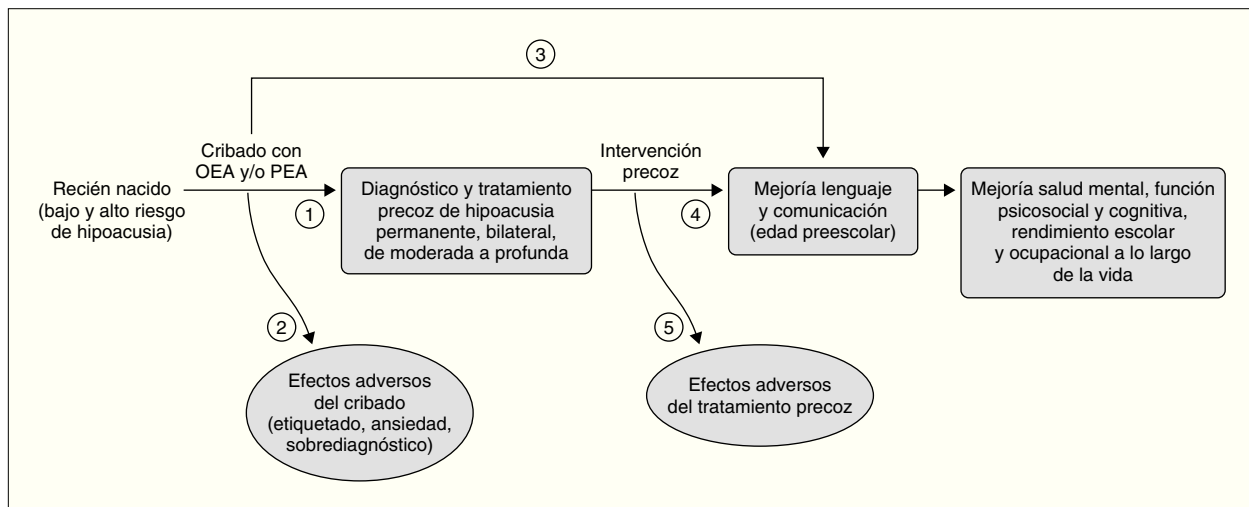 3
Cribado con
OEA y/o PEA
Recién nacido
(bajo y alto riesgo
de hipoacusia)
1
Diagnóstico y tratamiento
precoz de hipoacusia
permanente, bilateral,
de moderada a profunda
Intervención
precoz
4
Mejoría lenguaje
y comunicación
(edad preescolar)
Mejoría salud mental, función
psicosocial y cognitiva,
rendimiento escolar
y ocupacional a lo largo
de la vida
2
Efectos adversos
del cribado
(etiquetado, ansiedad,
sobrediagnóstico)
5
Efectos adversos
del tratamiento precoz